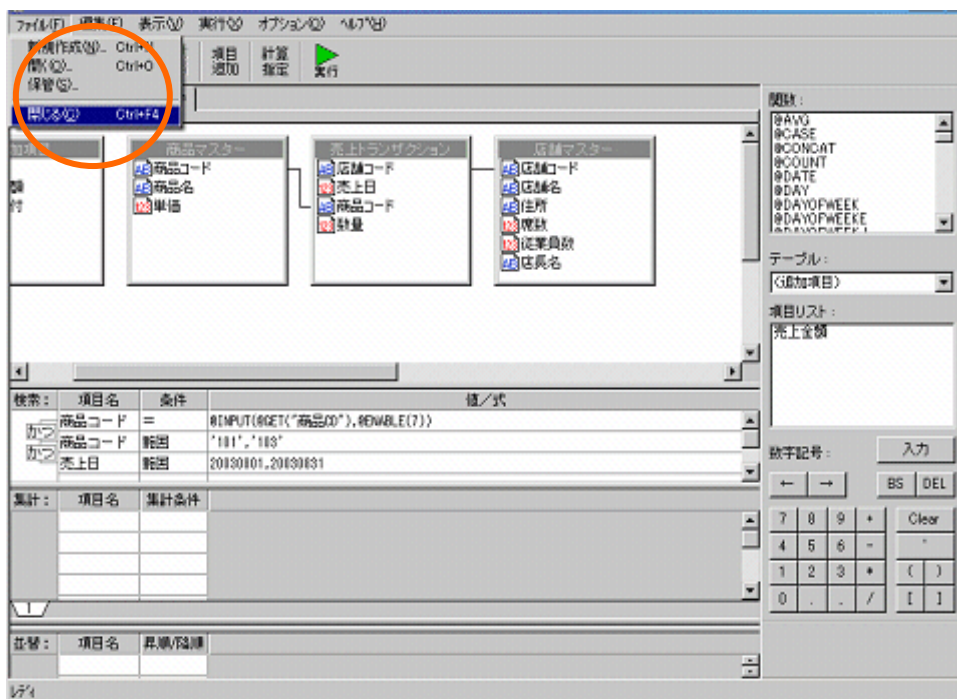 ファイル(F) 編集(E) 表示(V) 実行(X) オプション(O) ヘルプ(H)
新規作成(N)... Ctrl+N
開く(O)... Ctrl+O
保管(S)...
閉じる(C) Ctrl+F4
項目追加 計算指定 実行
関数：
@AVG
@CASE
@CONCAT
@COUNT
@DATE
@DAY
@DAYOFWEEK
@DAYOFWEEKE
加項目 商品マスター 売上トランザクション 店舗マスター
額
付
商品コード
商品名
単価
店舗コード
売上日
商品コード
数量
店舗コード
店舗名
住所
席数
従業員数
店長名
テーブル：
(追加項目)
項目リスト：
売上金額
検索： 項目名 条件 値／式
商品コード = @INPUT(@GET("商品CD"),@ENABLE(7))
かつ 商品コード 範囲 '101','103'
かつ 売上日 範囲 20030801,20030831
集計： 項目名 集計条件
1
並替： 項目名 昇順/降順
数字記号： 入力
← → BS DEL
7 8 9 + Clear
4 5 6 -
1 2 3 * ( )
0 . / [ ]
レディ